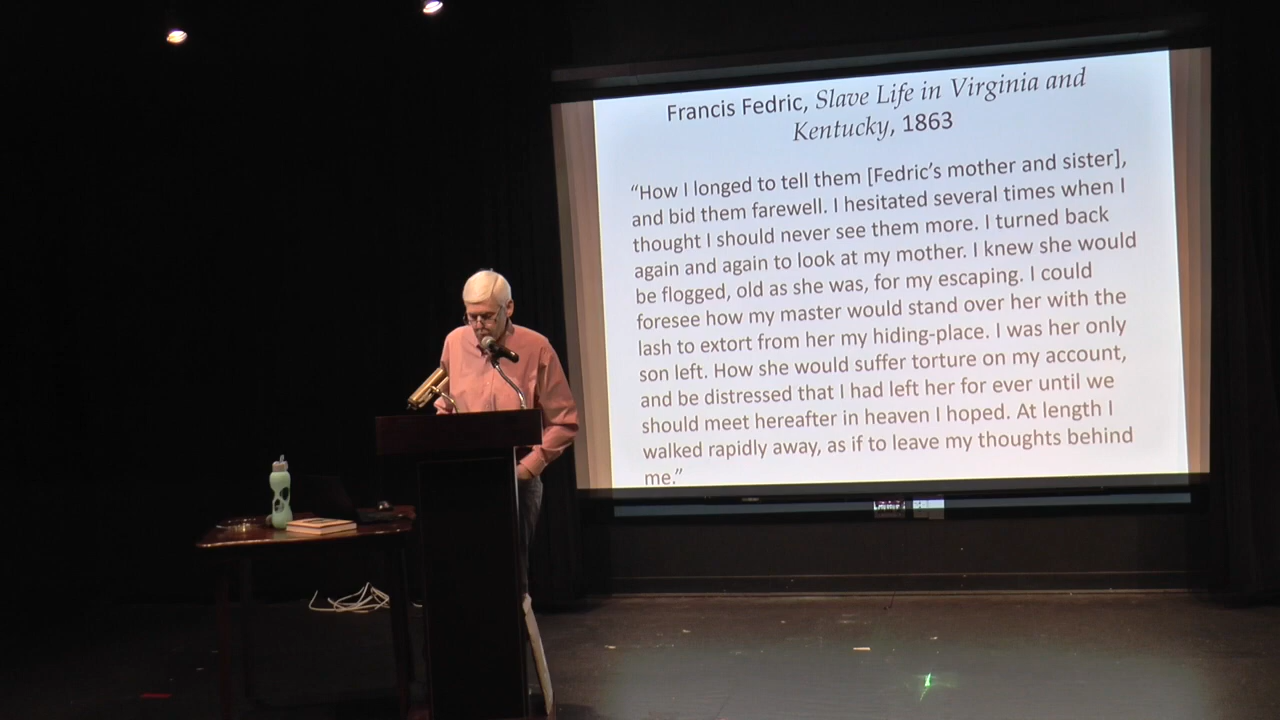 Francis Fedric, Slave Life in Virginia and
Kentucky, 1863
“How I longed to tell them [Fedric’s mother and sister],
and bid them farewell. I hesitated several times when I
thought I should never see them more. I turned back
again and again to look at my mother. I knew she would
be flogged, old as she was, for my escaping. I could
foresee how my master would stand over her with the
lash to extort from her my hiding-place. I was her only
son left. How she would suffer torture on my account,
and be distressed that I had left her for ever until we
should meet hereafter in heaven I hoped. At length I
walked rapidly away, as if to leave my thoughts behind
me.”